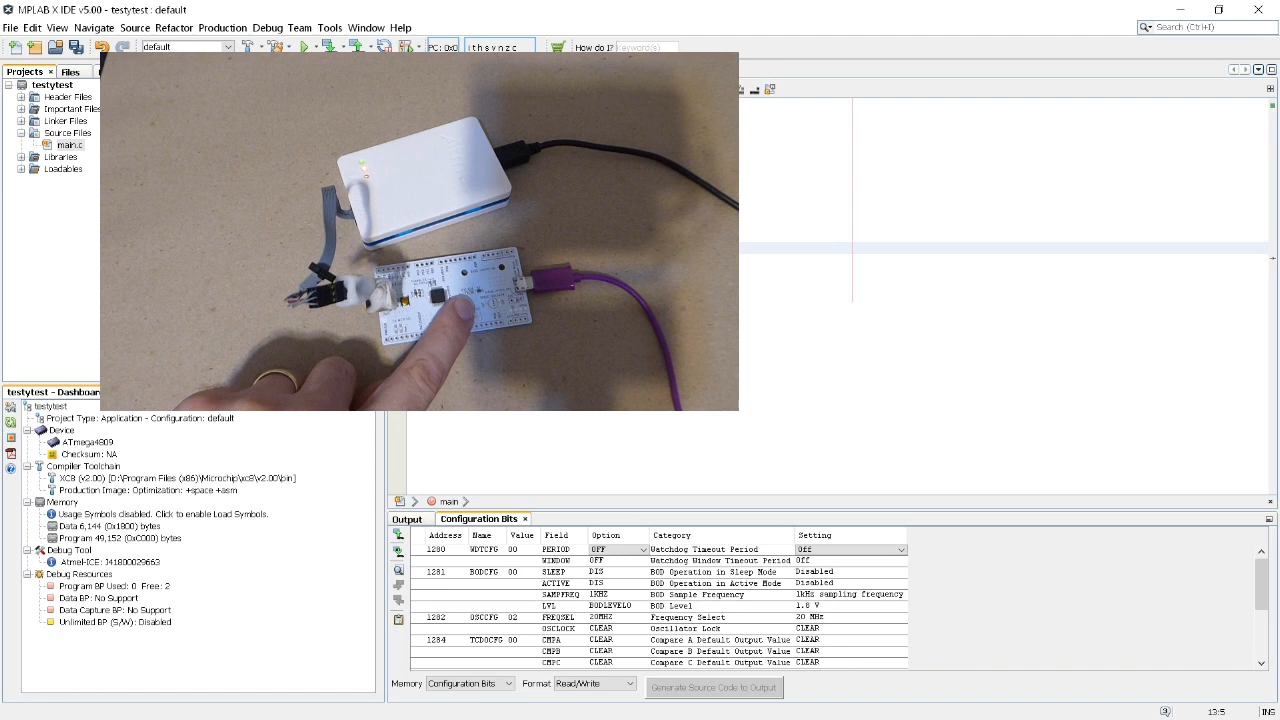 MPLAB X IDE v5.00 - testytest : default
File Edit View Navigate Source Refactor Production Debug Team Tools Window Help
Search (Ctrl+I)
default
PC: 0x0
i t h s v n z c
How do I?
Keyword(s)
Projects
Files
testytest
Header Files
Important Files
Linker Files
Source Files
main.c
Libraries
Loadables
testytest - Dashboard
testytest
Project Type: Application - Configuration: default
Device
ATmega4809
Checksum: NA
Compiler Toolchain
XC8 (v2.00) [D:\Program Files (x86)\Microchip\xc8\v2.00\bin]
Production Image: Optimization: +space +asm
Memory
Usage Symbols disabled. Click to enable Load Symbols.
Data 6,144 (0x1800) bytes
Program 49,152 (0xC000) bytes
Debug Tool
Atmel-ICE: J41800029663
Debug Resources
Program BP Used: 0 Free: 2
Data BP: No Support
Data Capture BP: No Support
Unlimited BP (S/W): Disabled
main
Output Configuration Bits
Address Name Value Field Option Category Setting
1280 WDTCFG 00 PERIOD OFF Watchdog Timeout Period Off
WINDOW OFF Watchdog Window Timeout Period Off
1281 BODCFG 00 SLEEP DIS BOD Operation in Sleep Mode Disabled
ACTIVE DIS BOD Operation in Active Mode Disabled
SAMPFREQ 1KHZ BOD Sample Frequency 1kHz sampling frequency
LVL BODLEVEL0 BOD Level 1.8 V
1282 OSCCFG 02 FREQSEL 20MHZ Frequency Select 20 MHz
OSCLOCK CLEAR Oscillator Lock CLEAR
1284 TCD0CFG 00 CMPA CLEAR Compare A Default Output Value CLEAR
CMPB CLEAR Compare B Default Output Value CLEAR
CMPC CLEAR Compare C Default Output Value CLEAR
Memory Configuration Bits Format Read/Write Generate Source Code to Output
13:5 INS